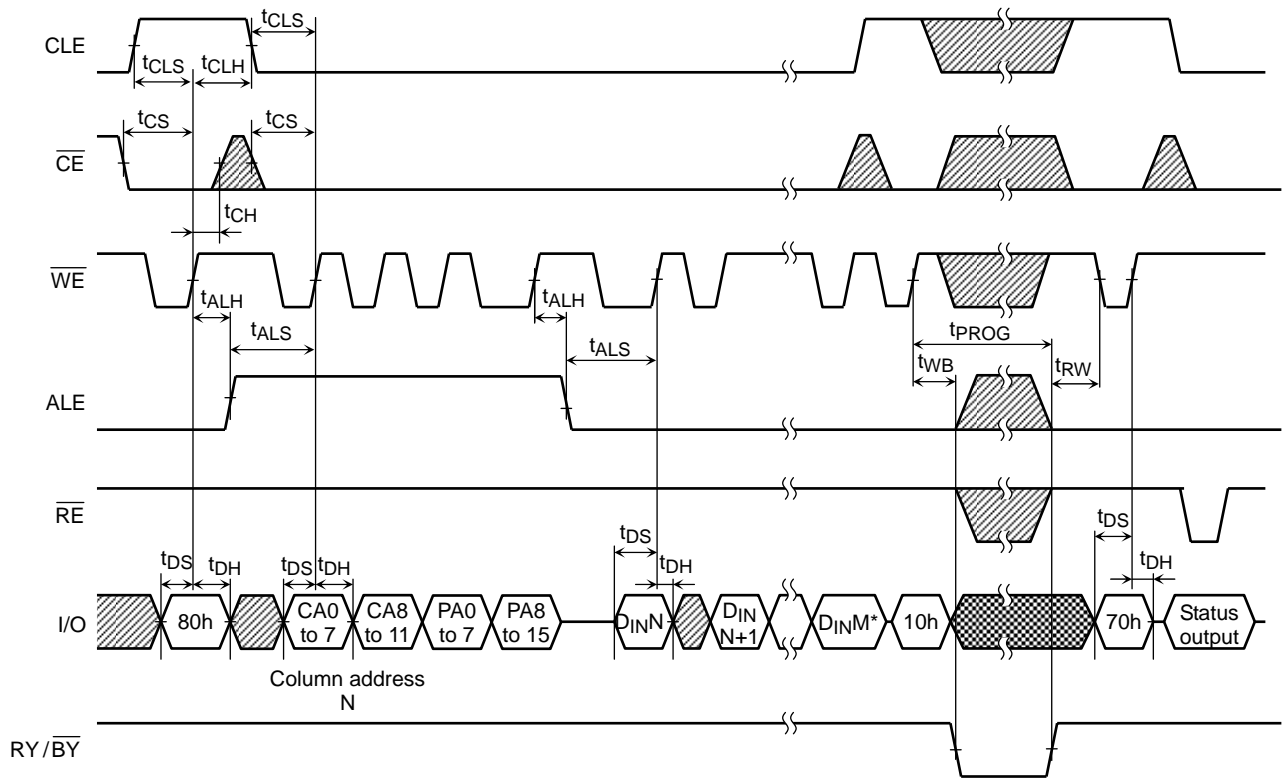 tCLS
CLE
tCLS tCLH
tCS tCS
CE
tCH
WE
tALH tALH
tALS tALS tPROG
tWB tRW
ALE
RE
tDS tDS
tDS tDH tDS tDH tDH tDH
I/O 80h CA0 to 7 CA8 to 11 PA0 to 7 PA8 to 15 DINN DIN N+1 DINM* 10h 70h Status output
Column address
N
RY/BY